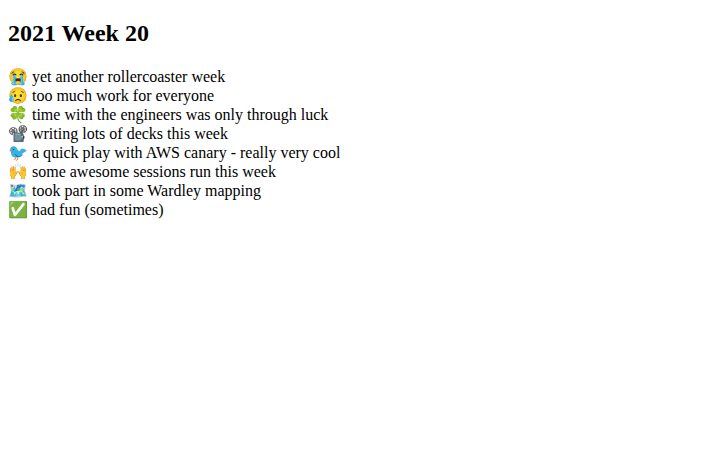 2021 Week 20
😭 yet another rollercoaster week
😥 too much work for everyone
🍀 time with the engineers was only through luck
📽️ writing lots of decks this week
🐦 a quick play with AWS canary - really very cool
🙌 some awesome sessions run this week
🗺️ took part in some Wardley mapping
✅ had fun (sometimes)